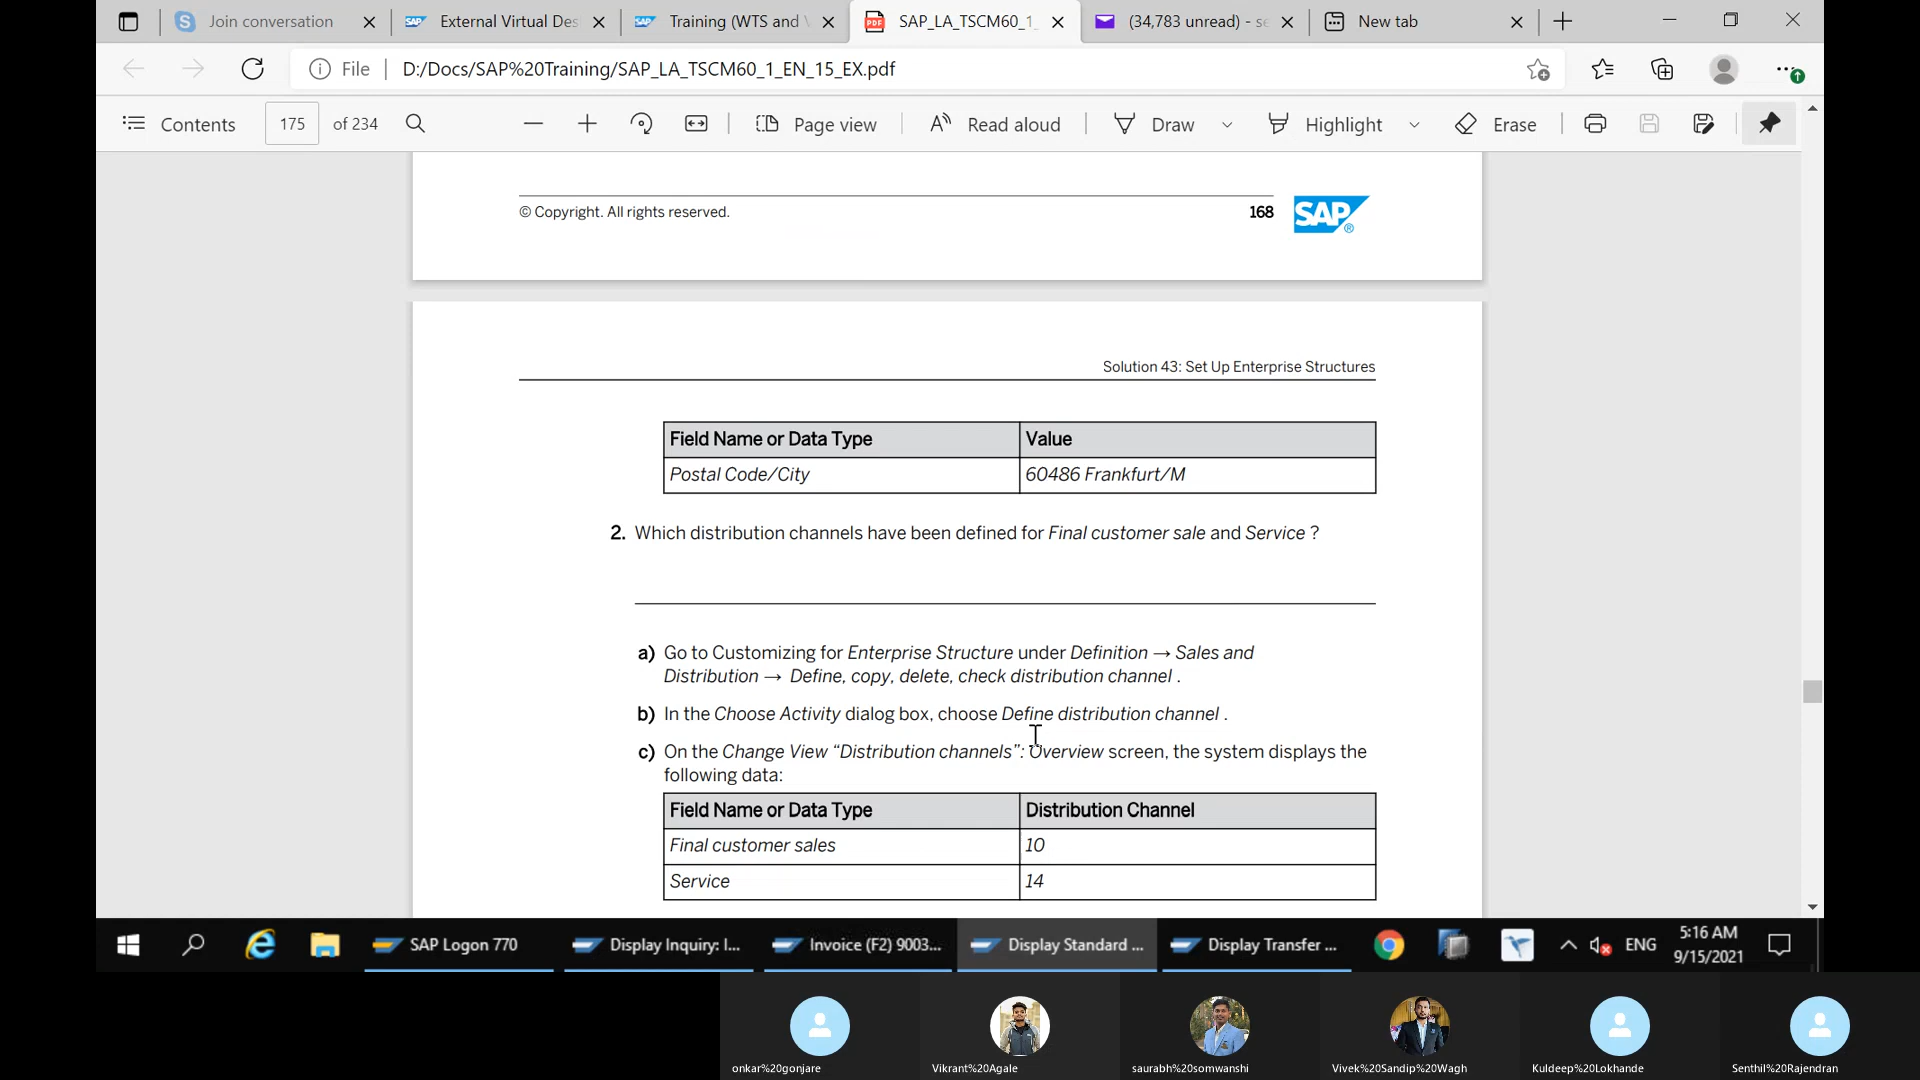 Join conversation
External Virtual Des
Training (WTS and V
SAP_LA_TSCM60_1_
(34,783 unread) - se
New tab
File
D:/Docs/SAP%20Training/SAP_LA_TSCM60_1_EN_15_EX.pdf
Contents
175
of 234
Page view
Read aloud
Draw
Highlight
Erase
© Copyright. All rights reserved.
168
SAP®
Solution 43: Set Up Enterprise Structures
Field Name or Data Type Value
Postal Code/City 60486 Frankfurt/M
2. Which distribution channels have been defined for Final customer sale and Service ?
a) Go to Customizing for Enterprise Structure under Definition → Sales and
Distribution → Define, copy, delete, check distribution channel .
b) In the Choose Activity dialog box, choose Define distribution channel .
c) On the Change View “Distribution channels”: Overview screen, the system displays the
following data:
Field Name or Data Type Distribution Channel
Final customer sales 10
Service 14
SAP Logon 770
Display Inquiry: I...
Invoice (F2) 9003...
Display Standard ...
Display Transfer ...
ENG
5:16 AM
9/15/2021
onkar%20gonjare
Vikrant%20Agale
saurabh%20somwanshi
Vivek%20Sandip%20Wagh
Kuldeep%20Lokhande
Senthil%20Rajendran